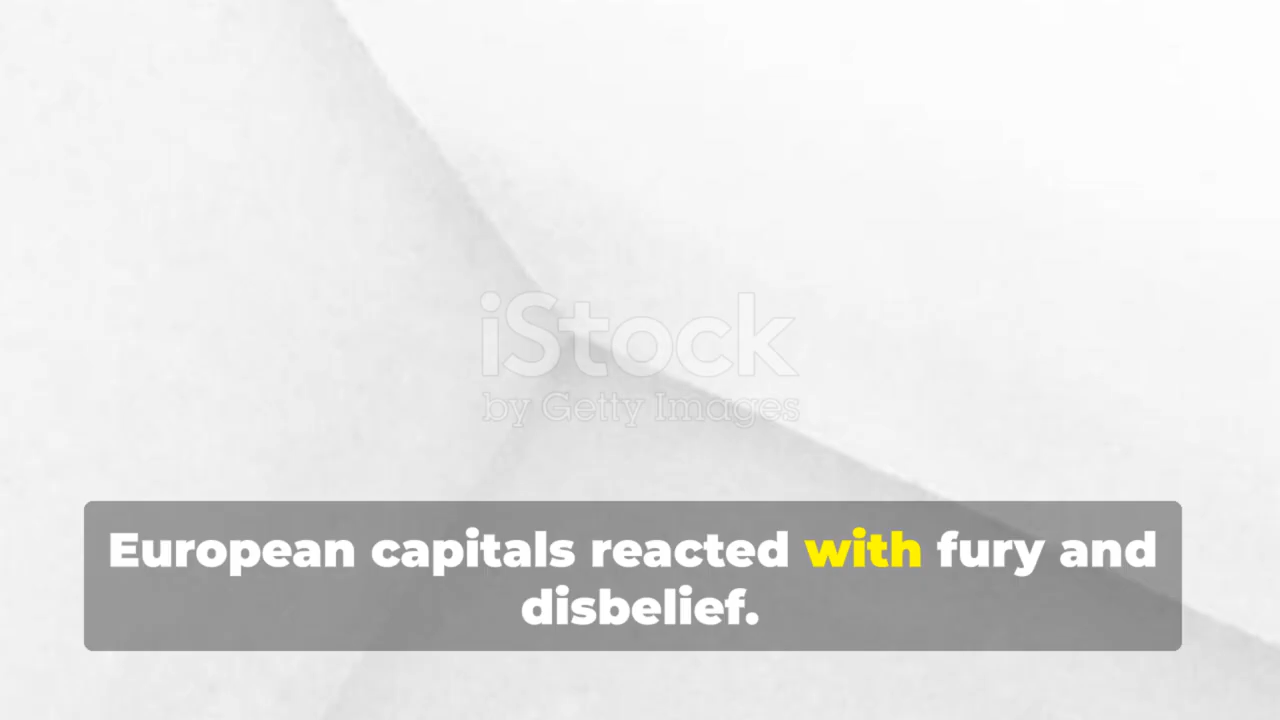 iStock
by Getty Images
European capitals reacted with fury and
disbelief.